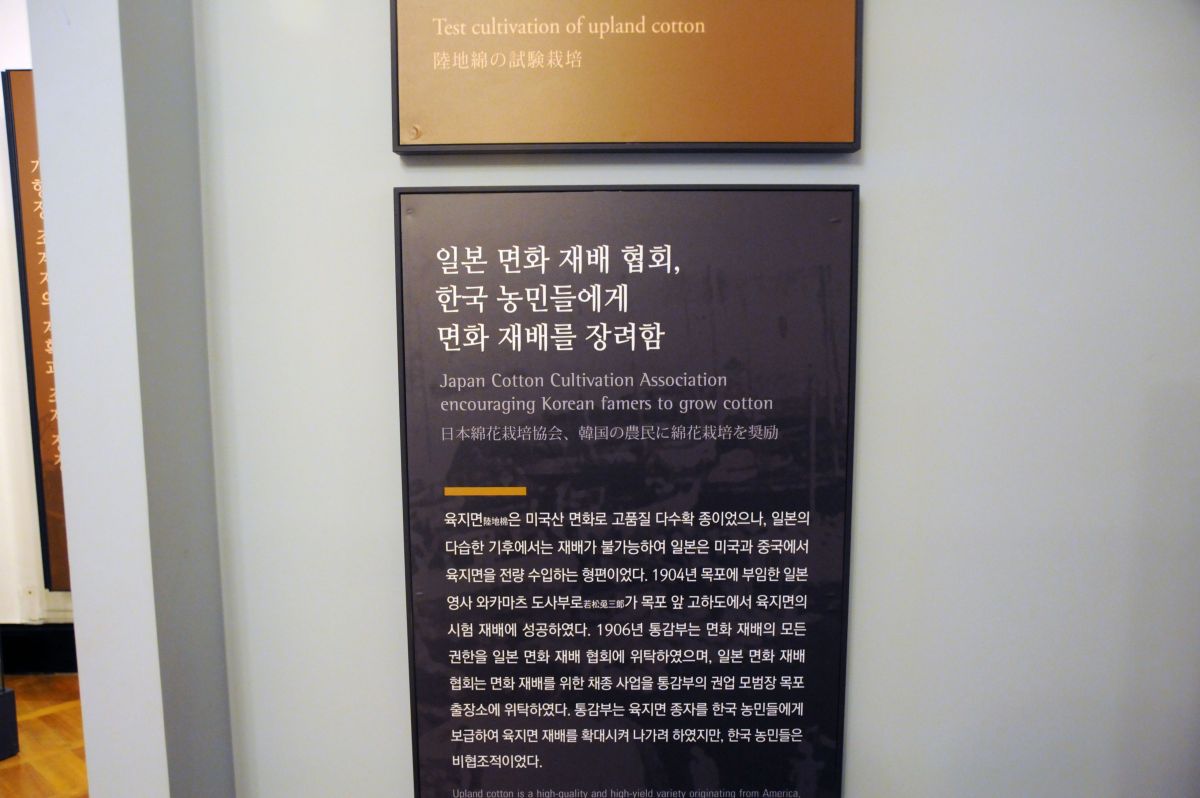 Test cultivation of upland cotton
陸地綿の試験栽培
일본 면화 재배 협회,
한국 농민들에게
면화 재배를 장려함
Japan Cotton Cultivation Association
encouraging Korean famers to grow cotton
日本綿花栽培協会、韓国の農民に綿花栽培を奨励
육지면陸地棉은 미국산 면화로 고품질 다수확 종이었으나, 일본의
다습한 기후에서는 재배가 불가능하여 일본은 미국과 중국에서
육지면을 전량 수입하는 형편이었다. 1904년 목포에 부임한 일본
영사 와카마츠 도사부로若松兎三郞가 목포 앞 고하도에서 육지면의
시험 재배에 성공하였다. 1906년 통감부는 면화 재배의 모든
권한을 일본 면화 재배 협회에 위탁하였으며, 일본 면화 재배
협회는 면화 재배를 위한 채종 사업을 통감부의 권업 모범장 목포
출장소에 위탁하였다. 통감부는 육지면 종자를 한국 농민들에게
보급하여 육지면 재배를 확대시켜 나가려 하였지만, 한국 농민들은
비협조적이었다.
Upland cotton is a high-quality and high-yield variety originating from America,